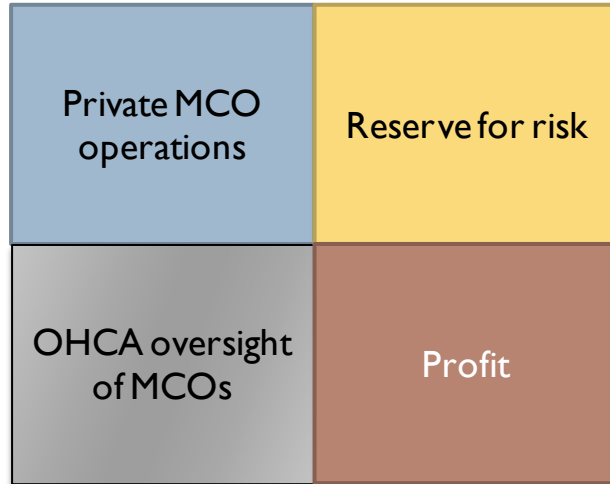 Private MCO
operations
Reserve for risk
OHCA oversight
of MCOs
Profit